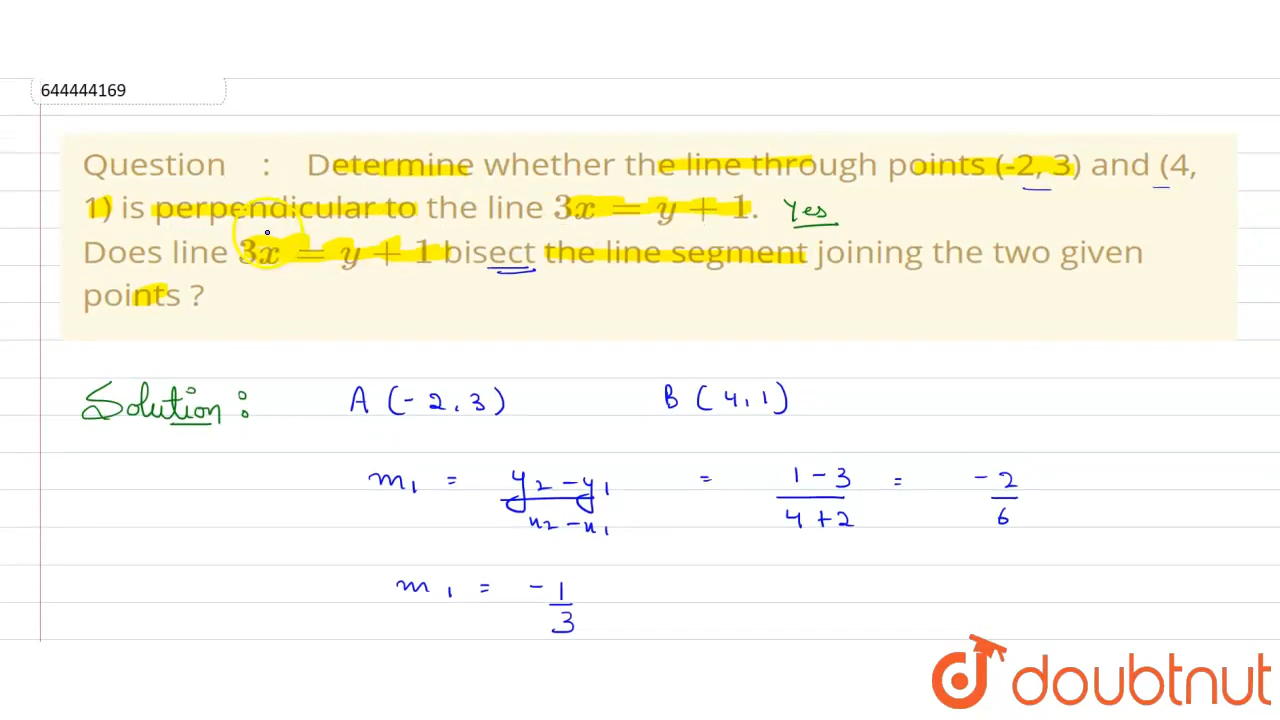 644444169
Question : Determine whether the line through points (-2, 3) and (4,
1) is perpendicular to the line 3x = y + 1. Yes
Does line 3x = y + 1 bisect the line segment joining the two given
points ?
Solution : A (-2, 3) B (4, 1)
m₁ = (y₂ - y₁)/(x₂ - x₁) = (1 - 3)/(4 + 2) = -2/6
m₁ = -1/3
doubtnut